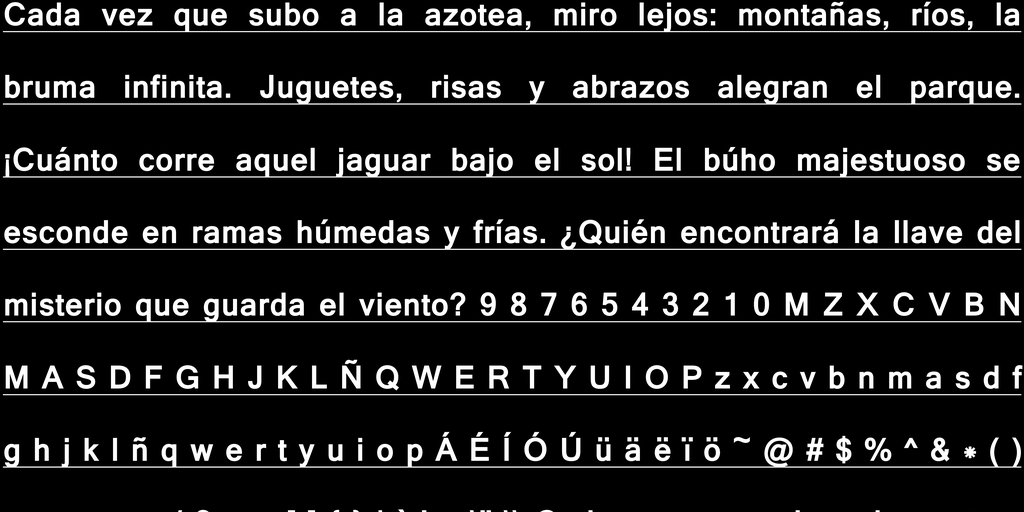 Cada vez que subo a la azotea, miro lejos: montañas, ríos, la
bruma infinita. Juguetes, risas y abrazos alegran el parque.
¡Cuánto corre aquel jaguar bajo el sol! El búho majestuoso se
esconde en ramas húmedas y frías. ¿Quién encontrará la llave del
misterio que guarda el viento? 9 8 7 6 5 4 3 2 1 0 M Z X C V B N
M A S D F G H J K L Ñ Q W E R T Y U I O P z x c v b n m a s d f
g h j k l ñ q w e r t y u i o p Á É Í Ó Ú ü ä ë ï ö ~ @ # $ % ^ & * ( )